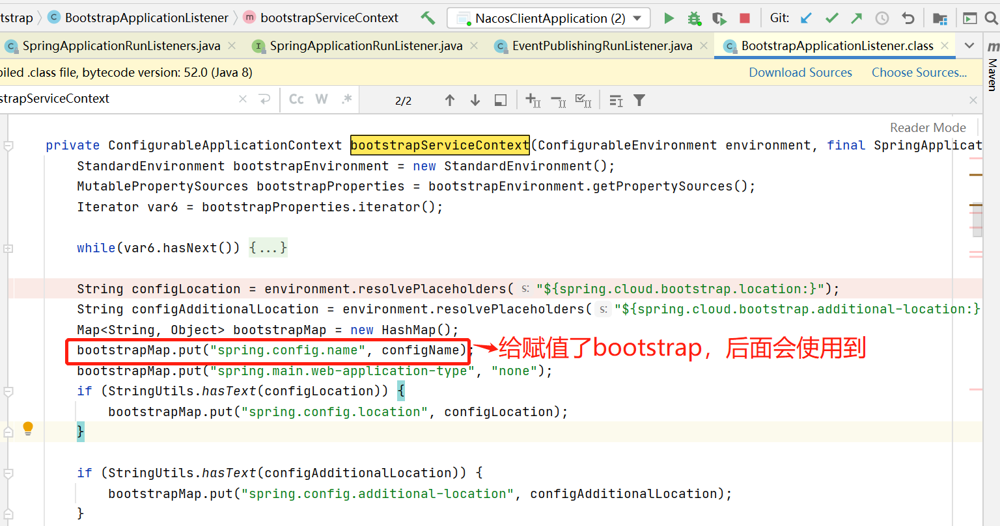 tstrap BootstrapApplicationListener bootstrapServiceContext NacosClientApplication (2) Git:
SpringApplicationRunListeners.java SpringApplicationRunListener.java EventPublishingRunListener.java BootstrapApplicationListener.class
piled .class file, bytecode version: 52.0 (Java 8) Download Sources Choose Sources...
Maven
strapServiceContext Cc W .* 2/2
Reader Mode
private ConfigurableApplicationContext bootstrapServiceContext(ConfigurableEnvironment environment, final SpringApplicat
StandardEnvironment bootstrapEnvironment = new StandardEnvironment();
MutablePropertySources bootstrapProperties = bootstrapEnvironment.getPropertySources();
Iterator var6 = bootstrapProperties.iterator();
while(var6.hasNext()) {...}
String configLocation = environment.resolvePlaceholders( s: "${spring.cloud.bootstrap.location:}");
String configAdditionalLocation = environment.resolvePlaceholders( s: "${spring.cloud.bootstrap.additional-location:}
Map<String, Object> bootstrapMap = new HashMap();
bootstrapMap.put("spring.config.name", configName); 给赋值了bootstrap，后面会使用到
bootstrapMap.put("spring.main.web-application-type", "none");
if (StringUtils.hasText(configLocation)) {
bootstrapMap.put("spring.config.location", configLocation);
}
if (StringUtils.hasText(configAdditionalLocation)) {
bootstrapMap.put("spring.config.additional-location", configAdditionalLocation);
}